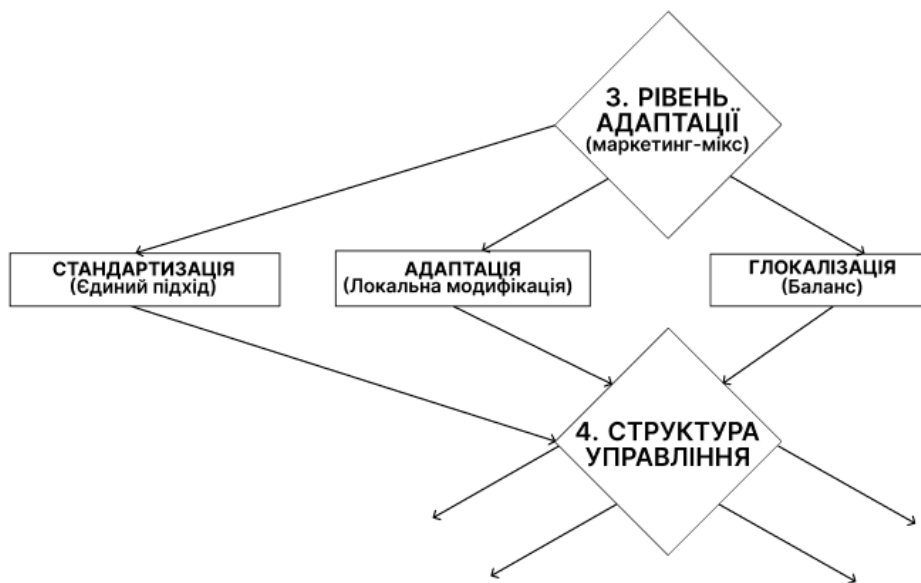 3. РІВЕНЬ
АДАПТАЦІЇ
(маркетинг-мікс)
СТАНДАРТИЗАЦІЯ
(Єдиний підхід)
АДАПТАЦІЯ
(Локальна модифікація)
ГЛОКАЛІЗАЦІЯ
(Баланс)
4. СТРУКТУРА
УПРАВЛІННЯ